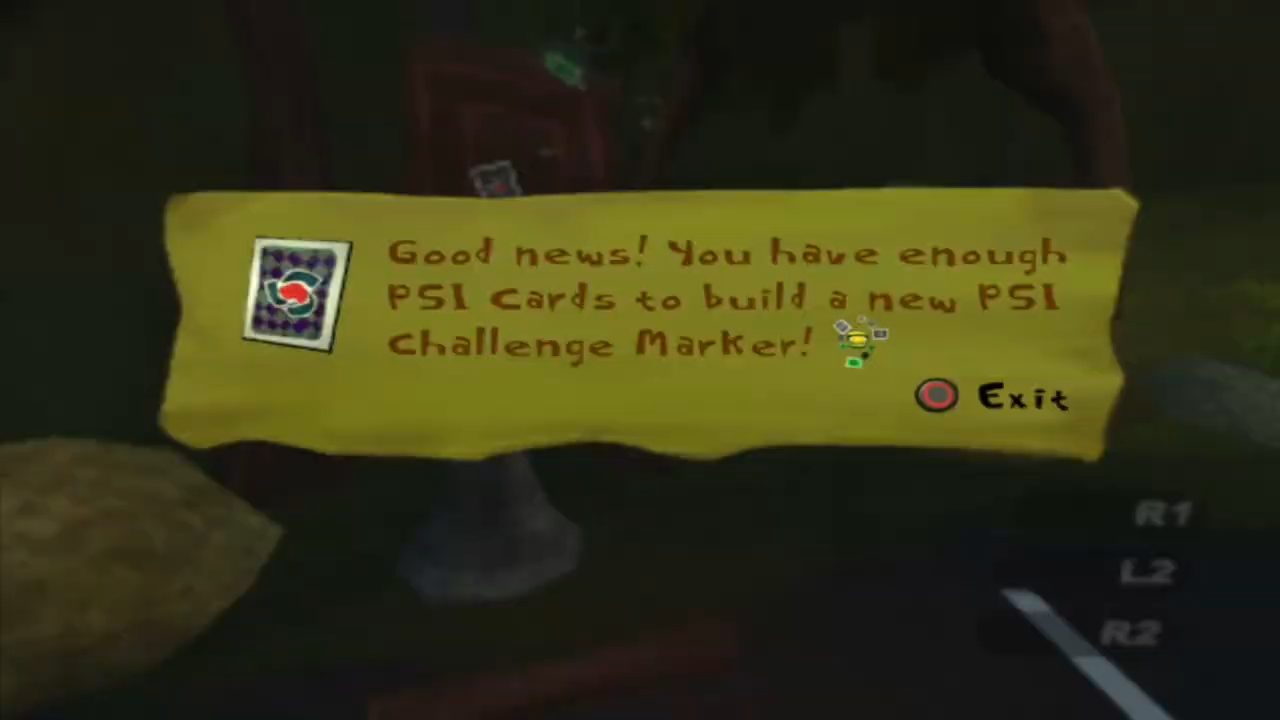 Good news! You have enough
PSI Cards to build a new PSI
Challenge Marker!
Exit
R1
L2
R2